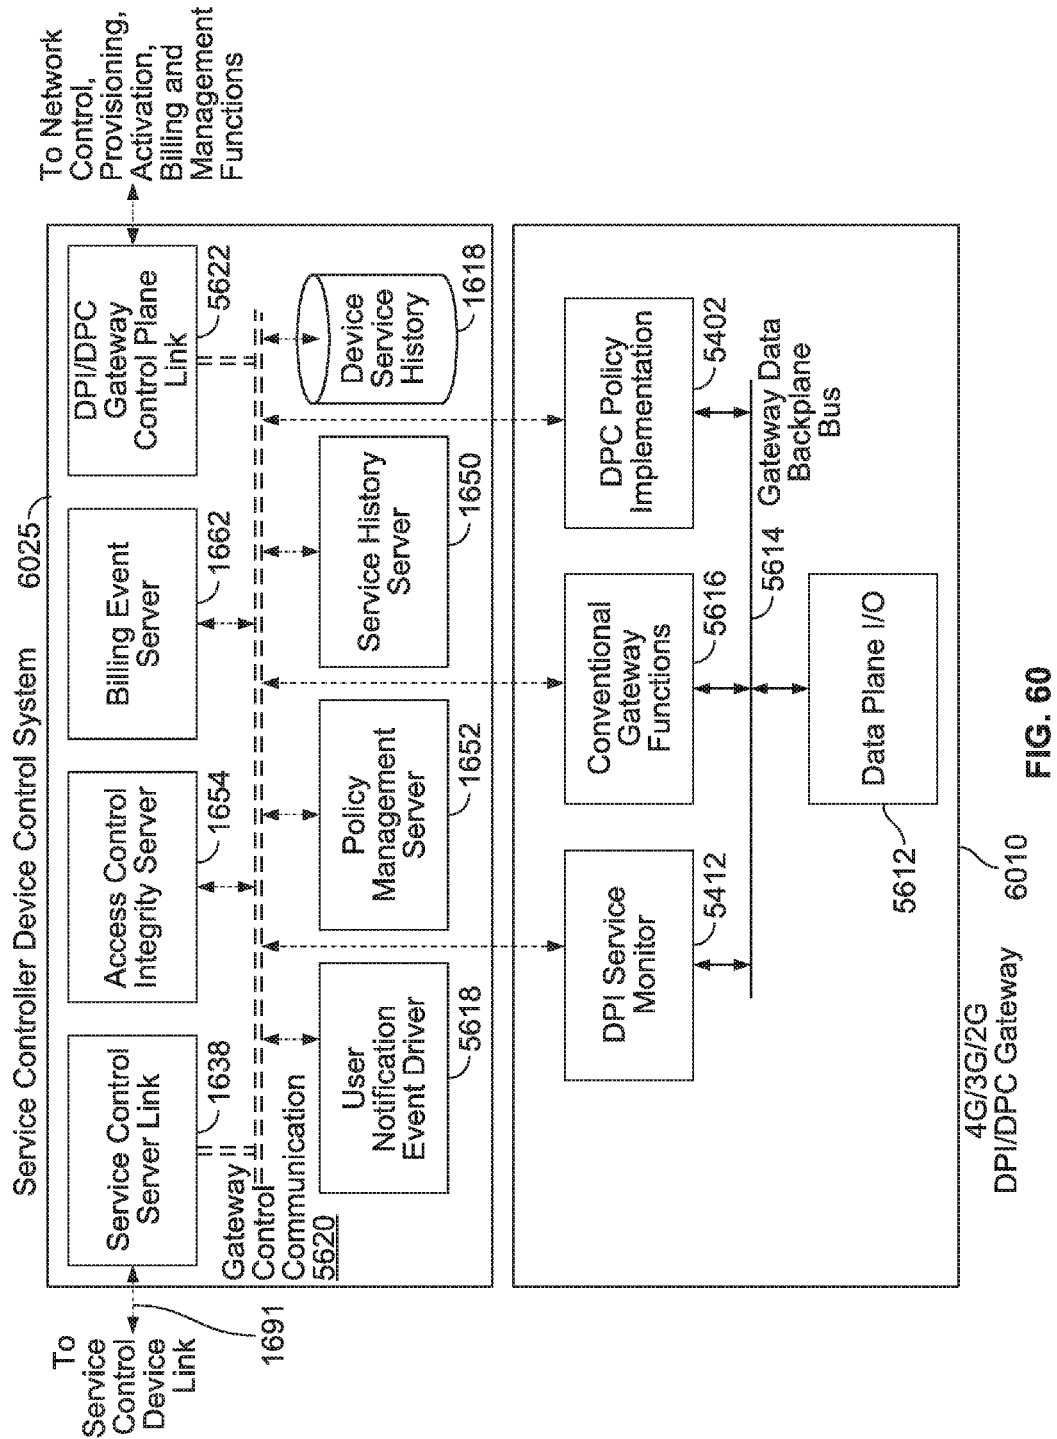 Service Controller Device Control System
6025
To
Service
Control
Device
Link
1691
Service Control
Server Link
1638
Access Control
Integrity Server
1654
Billing Event
Server
1662
DPI/DPC
Gateway
Control Plane
Link
5622
To Network
Control,
Provisioning,
Activation,
Billing and
Management
Functions
Gateway
Control
Communication
5620
User
Notification
Event Driver
5618
Policy
Management
Server
1652
Service History
Server
1650
Device
Service
History
1618
DPI Service
Monitor
5412
Conventional
Gateway
Functions
5616
DPC Policy
Implementation
5402
5614
Gateway Data
Backplane
Bus
Data Plane I/O
5612
4G/3G/2G
DPI/DPC Gateway
6010
FIG. 60